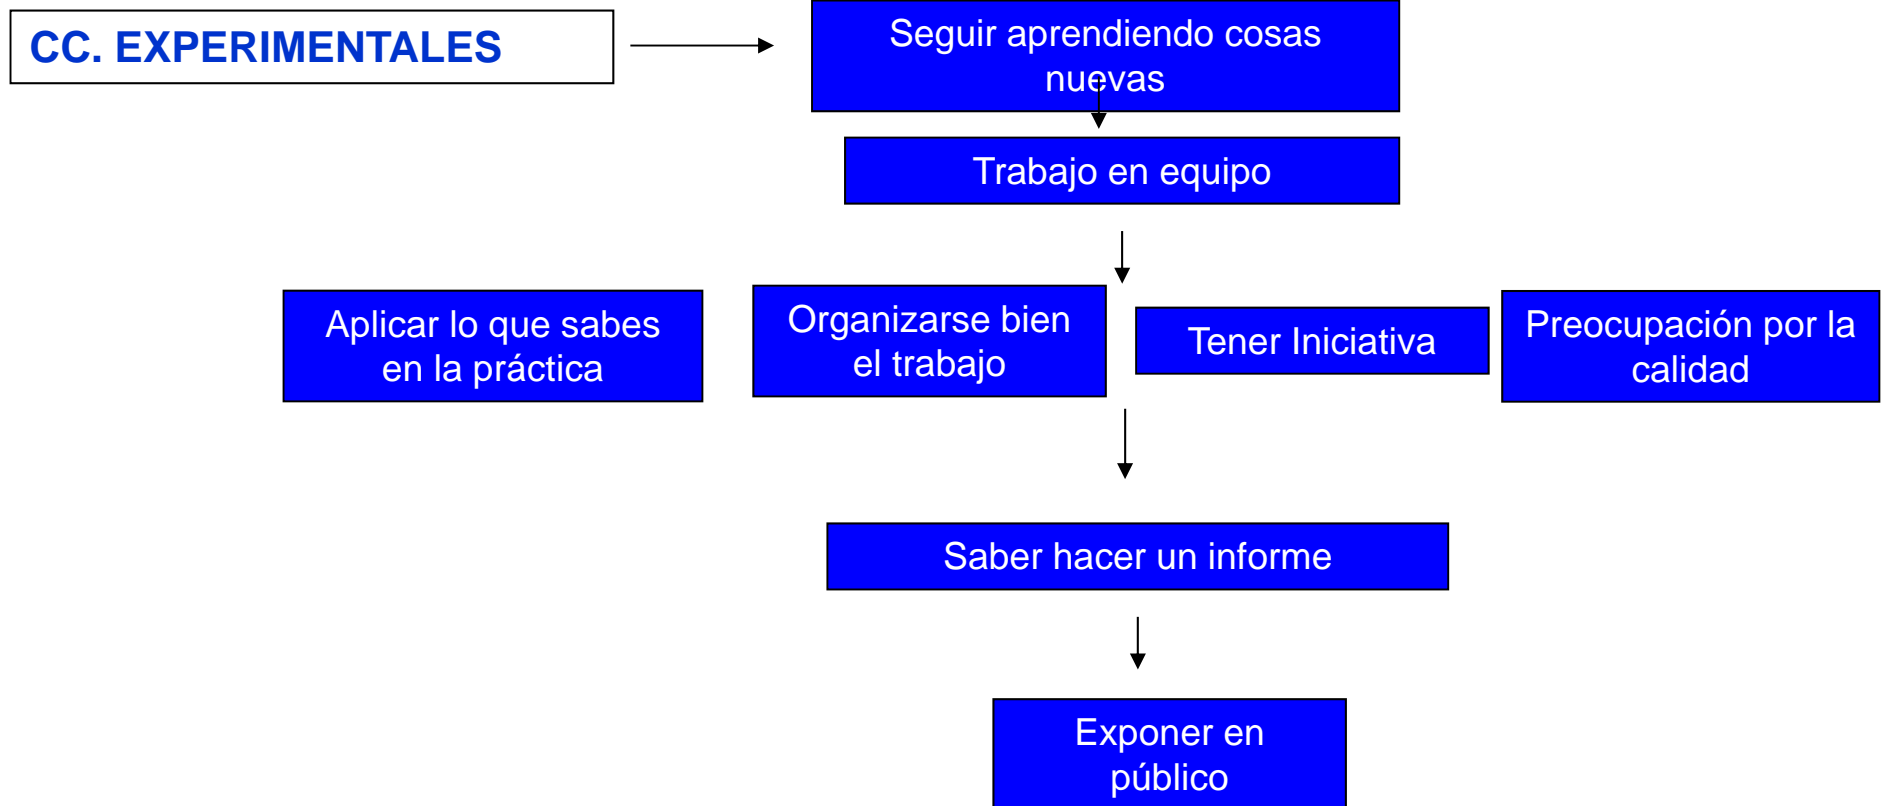 CC. EXPERIMENTALES
Seguir aprendiendo cosas
nuevas
Trabajo en equipo
Aplicar lo que sabes
en la práctica
Organizarse bien
el trabajo
Tener Iniciativa
Preocupación por la
calidad
Saber hacer un informe
Exponer en
público